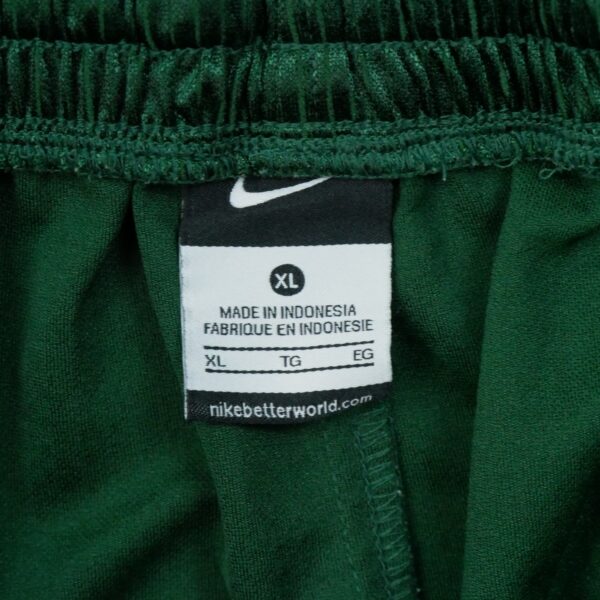 XL
MADE IN INDONESIA
FABRIQUE EN INDONESIE
XL TG EG
nikebetterworld.com